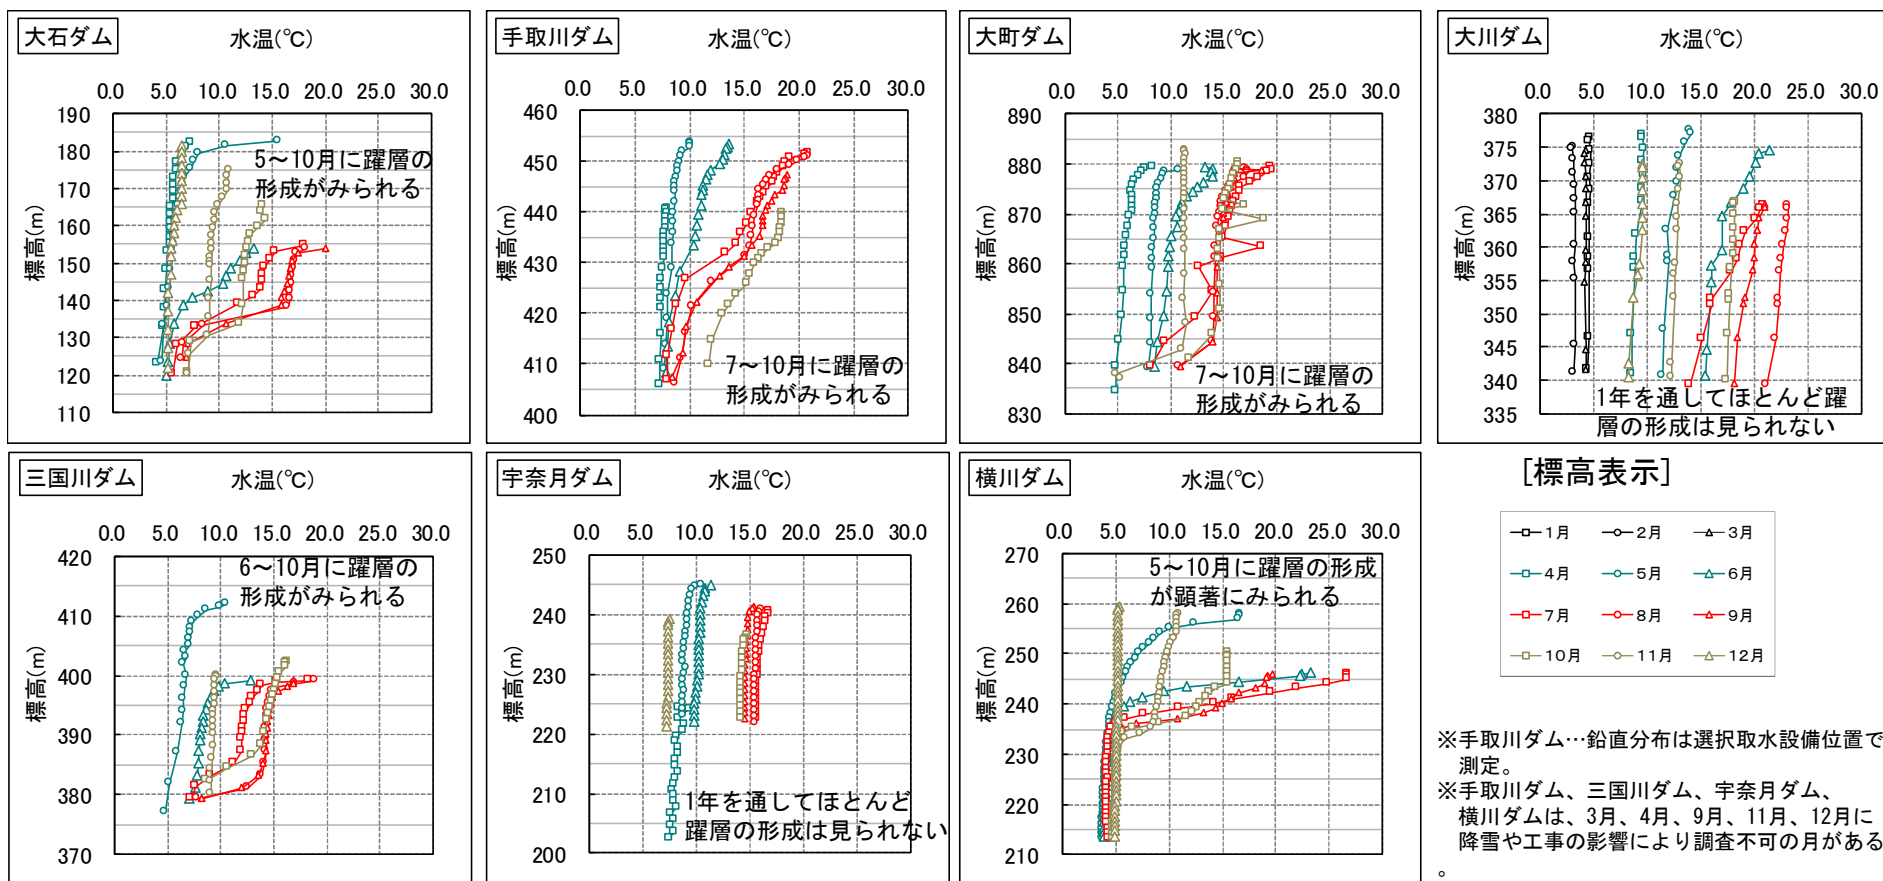 大石ダム
水温(℃)
0.0 5.0 10.0 15.0 20.0 25.0 30.0
標高(m)
190
180
170
160
150
140
130
120
110
5～10月に躍層の
形成がみられる
手取川ダム
水温(℃)
0.0 5.0 10.0 15.0 20.0 25.0 30.0
標高(m)
460
450
440
430
420
410
400
7～10月に躍層の
形成がみられる
大町ダム
水温(℃)
0.0 5.0 10.0 15.0 20.0 25.0 30.0
標高(m)
890
880
870
860
850
840
830
7～10月に躍層の
形成がみられる
大川ダム
水温(℃)
0.0 5.0 10.0 15.0 20.0 25.0 30.0
標高(m)
380
375
370
365
360
355
350
345
340
335
1年を通してほとんど躍
層の形成は見られない
三国川ダム
水温(℃)
0.0 5.0 10.0 15.0 20.0 25.0 30.0
標高(m)
420
410
400
390
380
370
6～10月に躍層の
形成がみられる
宇奈月ダム
水温(℃)
0.0 5.0 10.0 15.0 20.0 25.0 30.0
標高(m)
250
240
230
220
210
200
1年を通してほとんど
躍層の形成は見られない
横川ダム
水温(℃)
0.0 5.0 10.0 15.0 20.0 25.0 30.0
標高(m)
270
260
250
240
230
220
210
5～10月に躍層の形成
が顕著にみられる
[標高表示]
1月 2月 3月
4月 5月 6月
7月 8月 9月
10月 11月 12月
※手取川ダム…鉛直分布は選択取水設備位置で
測定。
※手取川ダム、三国川ダム、宇奈月ダム、
横川ダムは、3月、4月、9月、11月、12月に
降雪や工事の影響により調査不可の月がある
。